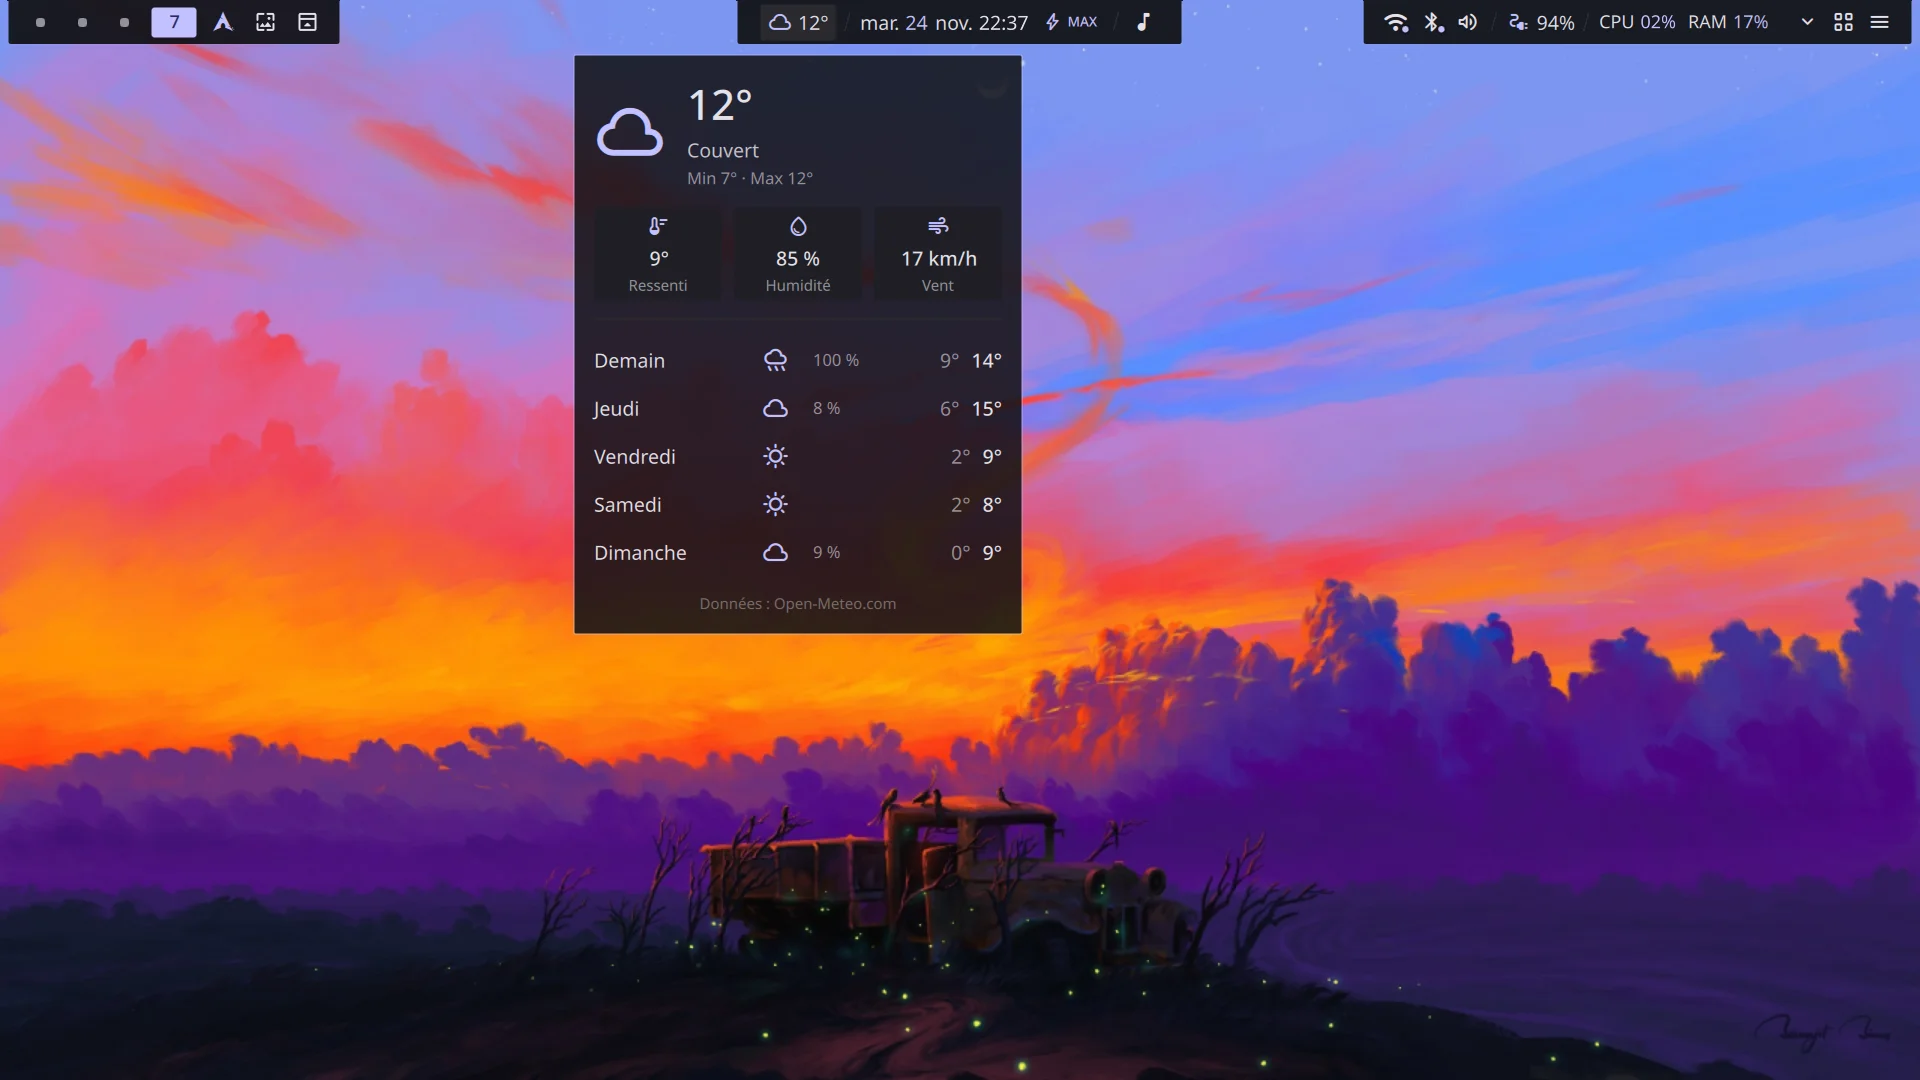 7
12° mar. 24 nov. 22:37 MAX
94% CPU 02% RAM 17%
12°
Couvert
Min 7° · Max 12°
9° 85 % 17 km/h
Ressenti Humidité Vent
Demain 100 % 9° 14°
Jeudi 8 % 6° 15°
Vendredi 2° 9°
Samedi 2° 8°
Dimanche 9 % 0° 9°
Données : Open-Meteo.com